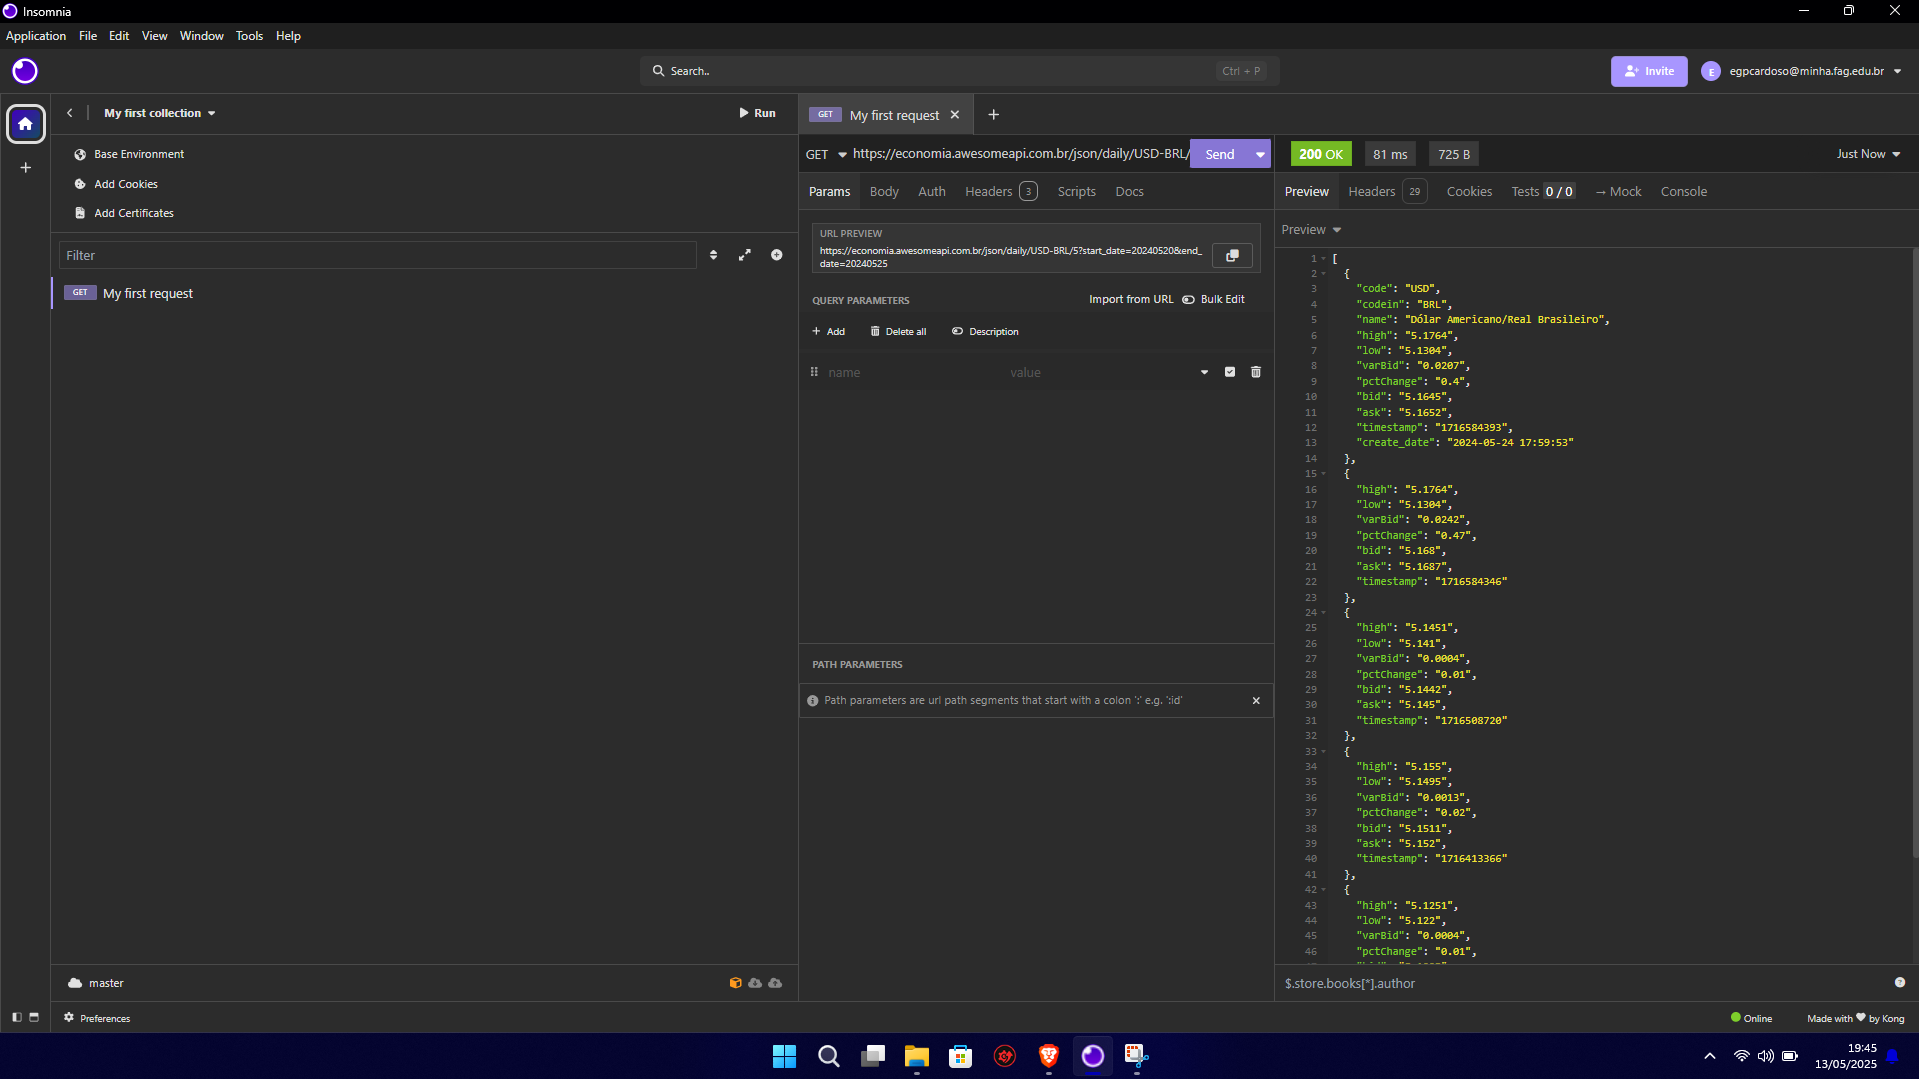 Insomnia
Application File Edit View Window Tools Help
Search.. Ctrl + P
Invite
E egpcardoso@minha.fag.edu.br
My first collection
Run
Base Environment
Add Cookies
Add Certificates
Filter
GET My first request
master
Preferences
GET My first request
GET https://economia.awesomeapi.com.br/json/daily/USD-BRL/ Send
Params Body Auth Headers 3 Scripts Docs
URL PREVIEW
https://economia.awesomeapi.com.br/json/daily/USD-BRL/5?start_date=20240520&end_
date=20240525
QUERY PARAMETERS Import from URL Bulk Edit
+ Add Delete all Description
name value
PATH PARAMETERS
Path parameters are url path segments that start with a colon ':' e.g. ':id'
200 OK 81 ms 725 B Just Now
Preview Headers 29 Cookies Tests 0 / 0 → Mock Console
Preview
1 [
2 {
3 "code": "USD",
4 "codein": "BRL",
5 "name": "Dólar Americano/Real Brasileiro",
6 "high": "5.1764",
7 "low": "5.1304",
8 "varBid": "0.0207",
9 "pctChange": "0.4",
10 "bid": "5.1645",
11 "ask": "5.1652",
12 "timestamp": "1716584393",
13 "create_date": "2024-05-24 17:59:53"
14 },
15 {
16 "high": "5.1764",
17 "low": "5.1304",
18 "varBid": "0.0242",
19 "pctChange": "0.47",
20 "bid": "5.168",
21 "ask": "5.1687",
22 "timestamp": "1716584346"
23 },
24 {
25 "high": "5.1451",
26 "low": "5.141",
27 "varBid": "0.0004",
28 "pctChange": "0.01",
29 "bid": "5.1442",
30 "ask": "5.145",
31 "timestamp": "1716508720"
32 },
33 {
34 "high": "5.155",
35 "low": "5.1495",
36 "varBid": "0.0013",
37 "pctChange": "0.02",
38 "bid": "5.1511",
39 "ask": "5.152",
40 "timestamp": "1716413366"
41 },
42 {
43 "high": "5.1251",
44 "low": "5.122",
45 "varBid": "0.0004",
46 "pctChange": "0.01",
$.store.books[*].author
Online Made with by Kong
19:45
13/05/2025